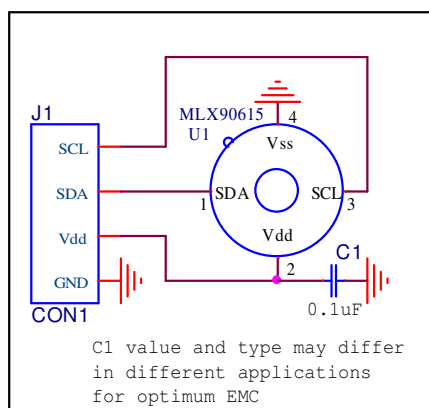 J1
SCL
SDA
Vdd
GND
CON1
MLX90615
U1
4
Vss
1
SDA
SCL
3
Vdd
2
C1
0.1uF
C1 value and type may differ
in different applications
for optimum EMC